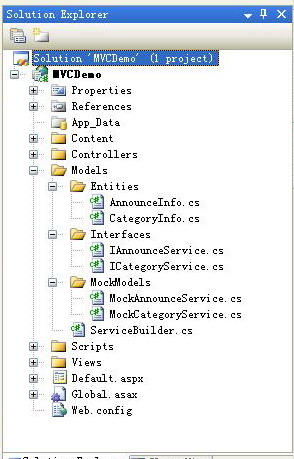 Solution Explorer
Solution 'MVCDemo' (1 project)
MVCDemo
Properties
References
App_Data
Content
Controllers
Models
Entities
AnnounceInfo.cs
CategoryInfo.cs
Interfaces
IAnnounceService.cs
ICategoryService.cs
MockModels
MockAnnounceService.cs
MockCategoryService.cs
ServiceBuilder.cs
Scripts
Views
Default.aspx
Global.asax
Web.config